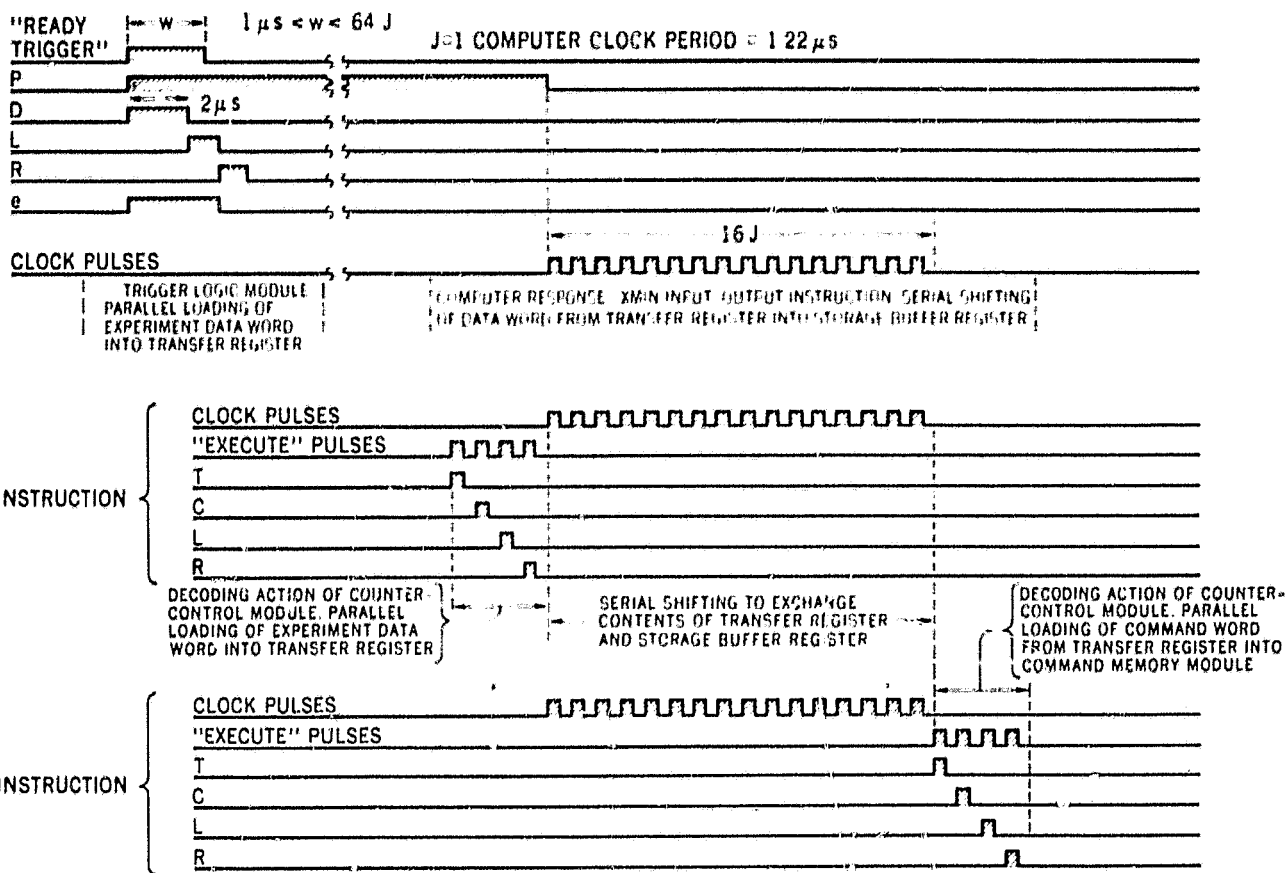 "READY
TRIGGER"
W
1 μs < w < 64 J
J=1 COMPUTER CLOCK PERIOD = 1 22 μs
P
2 μs
D
L
R
e
16 J
CLOCK PULSES
TRIGGER LOGIC MODULE
PARALLEL LOADING OF
EXPERIMENT DATA WORD
INTO TRANSFER REGISTER
COMPUTER RESPONSE XMIN INPUT OUTPUT INSTRUCTION SERIAL SHIFTING
OF DATA WORD FROM TRANSFER REGISTER INTO STORAGE BUFFER REGISTER
CLOCK PULSES
"EXECUTE" PULSES
T
NSTRUCTION
C
L
R
DECODING ACTION OF COUNTER-
CONTROL MODULE. PARALLEL
LOADING OF EXPERIMENT DATA
WORD INTO TRANSFER REGISTER
SERIAL SHIFTING TO EXCHANGE
CONTENTS OF TRANSFER REGISTER
AND STORAGE BUFFER REGISTER
DECODING ACTION OF COUNTER-
CONTROL MODULE. PARALLEL
LOADING OF COMMAND WORD
FROM TRANSFER REGISTER INTO
COMMAND MEMORY MODULE
CLOCK PULSES
"EXECUTE" PULSES
T
NSTRUCTION
C
L
R